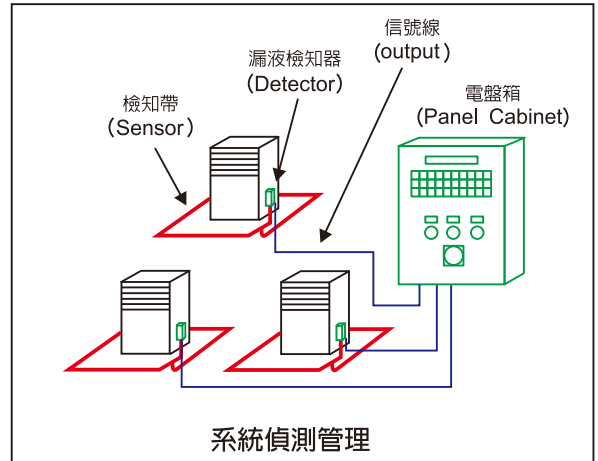 信號線
(output)
漏液檢知器
(Detector)
電盤箱
(Panel Cabinet)
檢知帶
(Sensor)
系統偵測管理